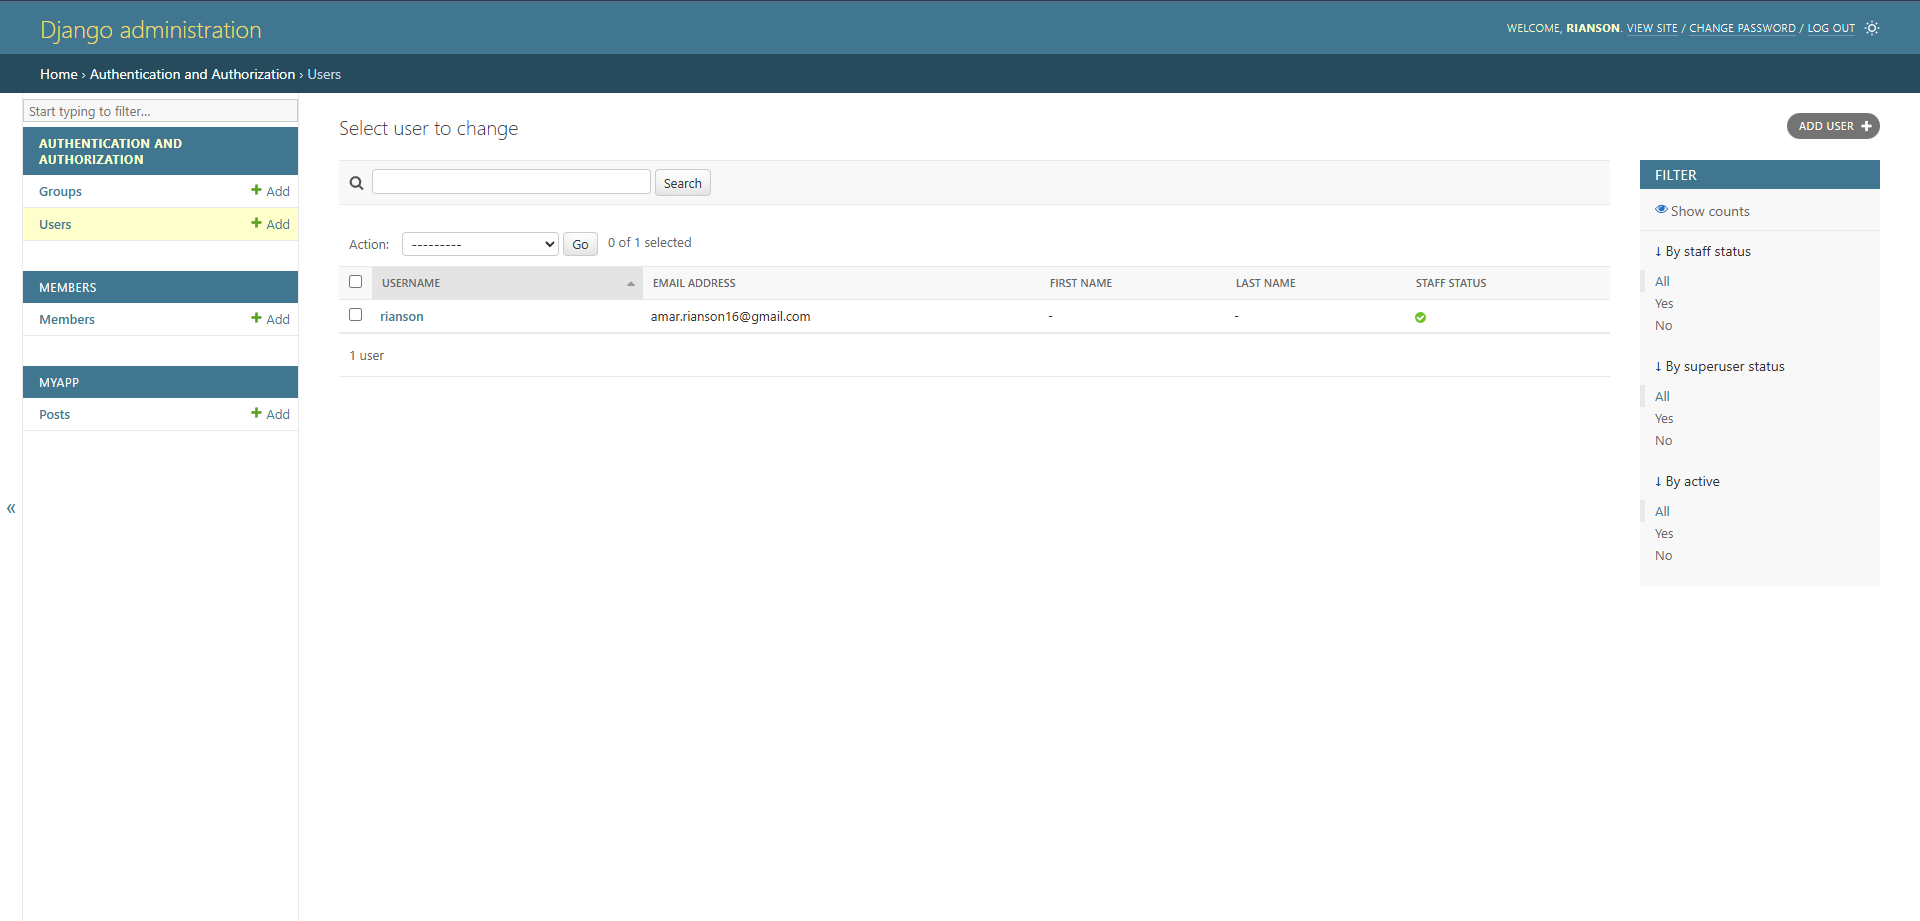 Django administration
WELCOME, RIANSON. VIEW SITE / CHANGE PASSWORD / LOG OUT
Home › Authentication and Authorization › Users
Start typing to filter...
AUTHENTICATION AND
AUTHORIZATION
Groups + Add
Users + Add
MEMBERS
Members + Add
MYAPP
Posts + Add
«
Select user to change
ADD USER +
Search
Action: --------- Go 0 of 1 selected
USERNAME EMAIL ADDRESS FIRST NAME LAST NAME STAFF STATUS
rianson amar.rianson16@gmail.com - -
1 user
FILTER
Show counts
↓ By staff status
All
Yes
No
↓ By superuser status
All
Yes
No
↓ By active
All
Yes
No